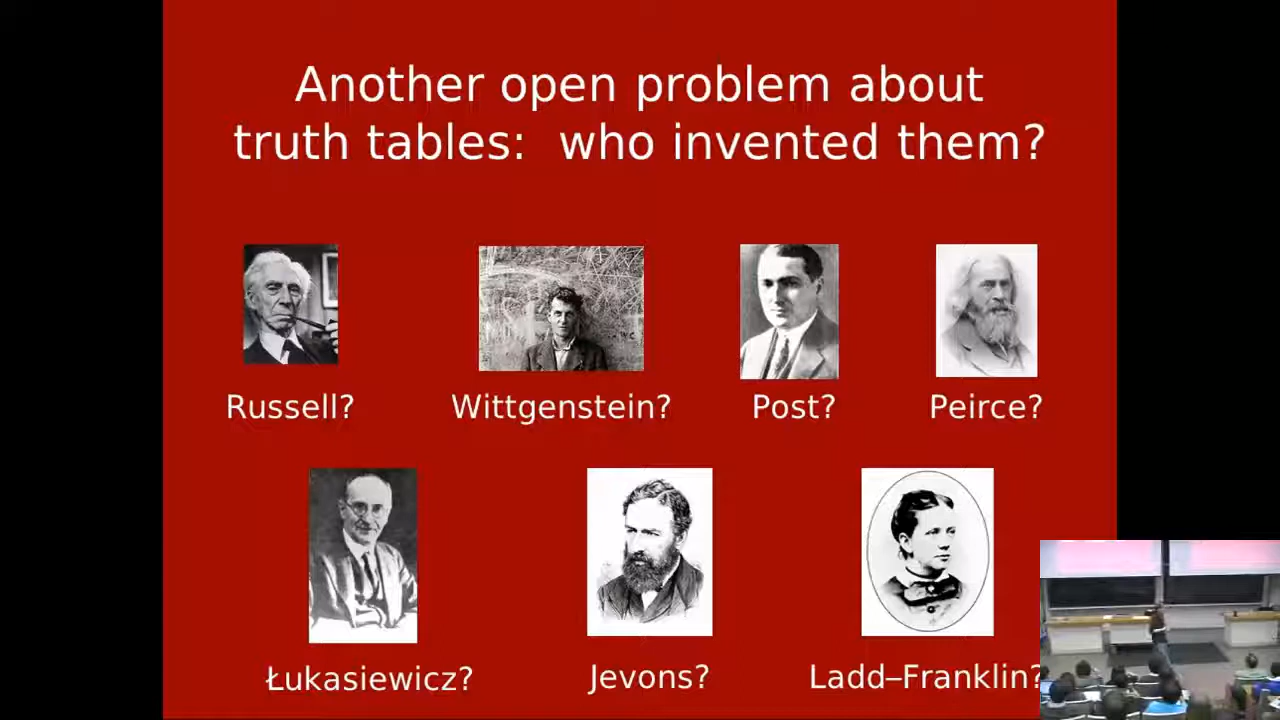 Another open problem about
truth tables: who invented them?
Russell?
Wittgenstein?
Post?
Peirce?
Łukasiewicz?
Jevons?
Ladd–Franklin?